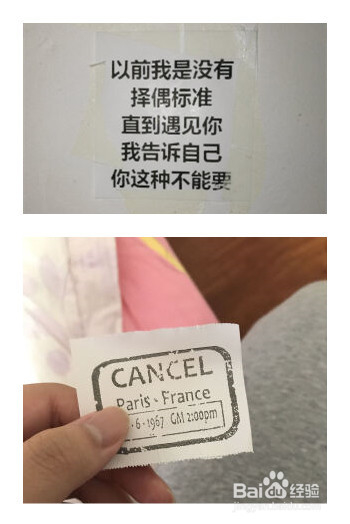 以前我是没有
择偶标准
直到遇见你
我告诉自己
你这种不能要
CANCEL
Paris - France
6-1967 GM 2:00pm
Baidu经验